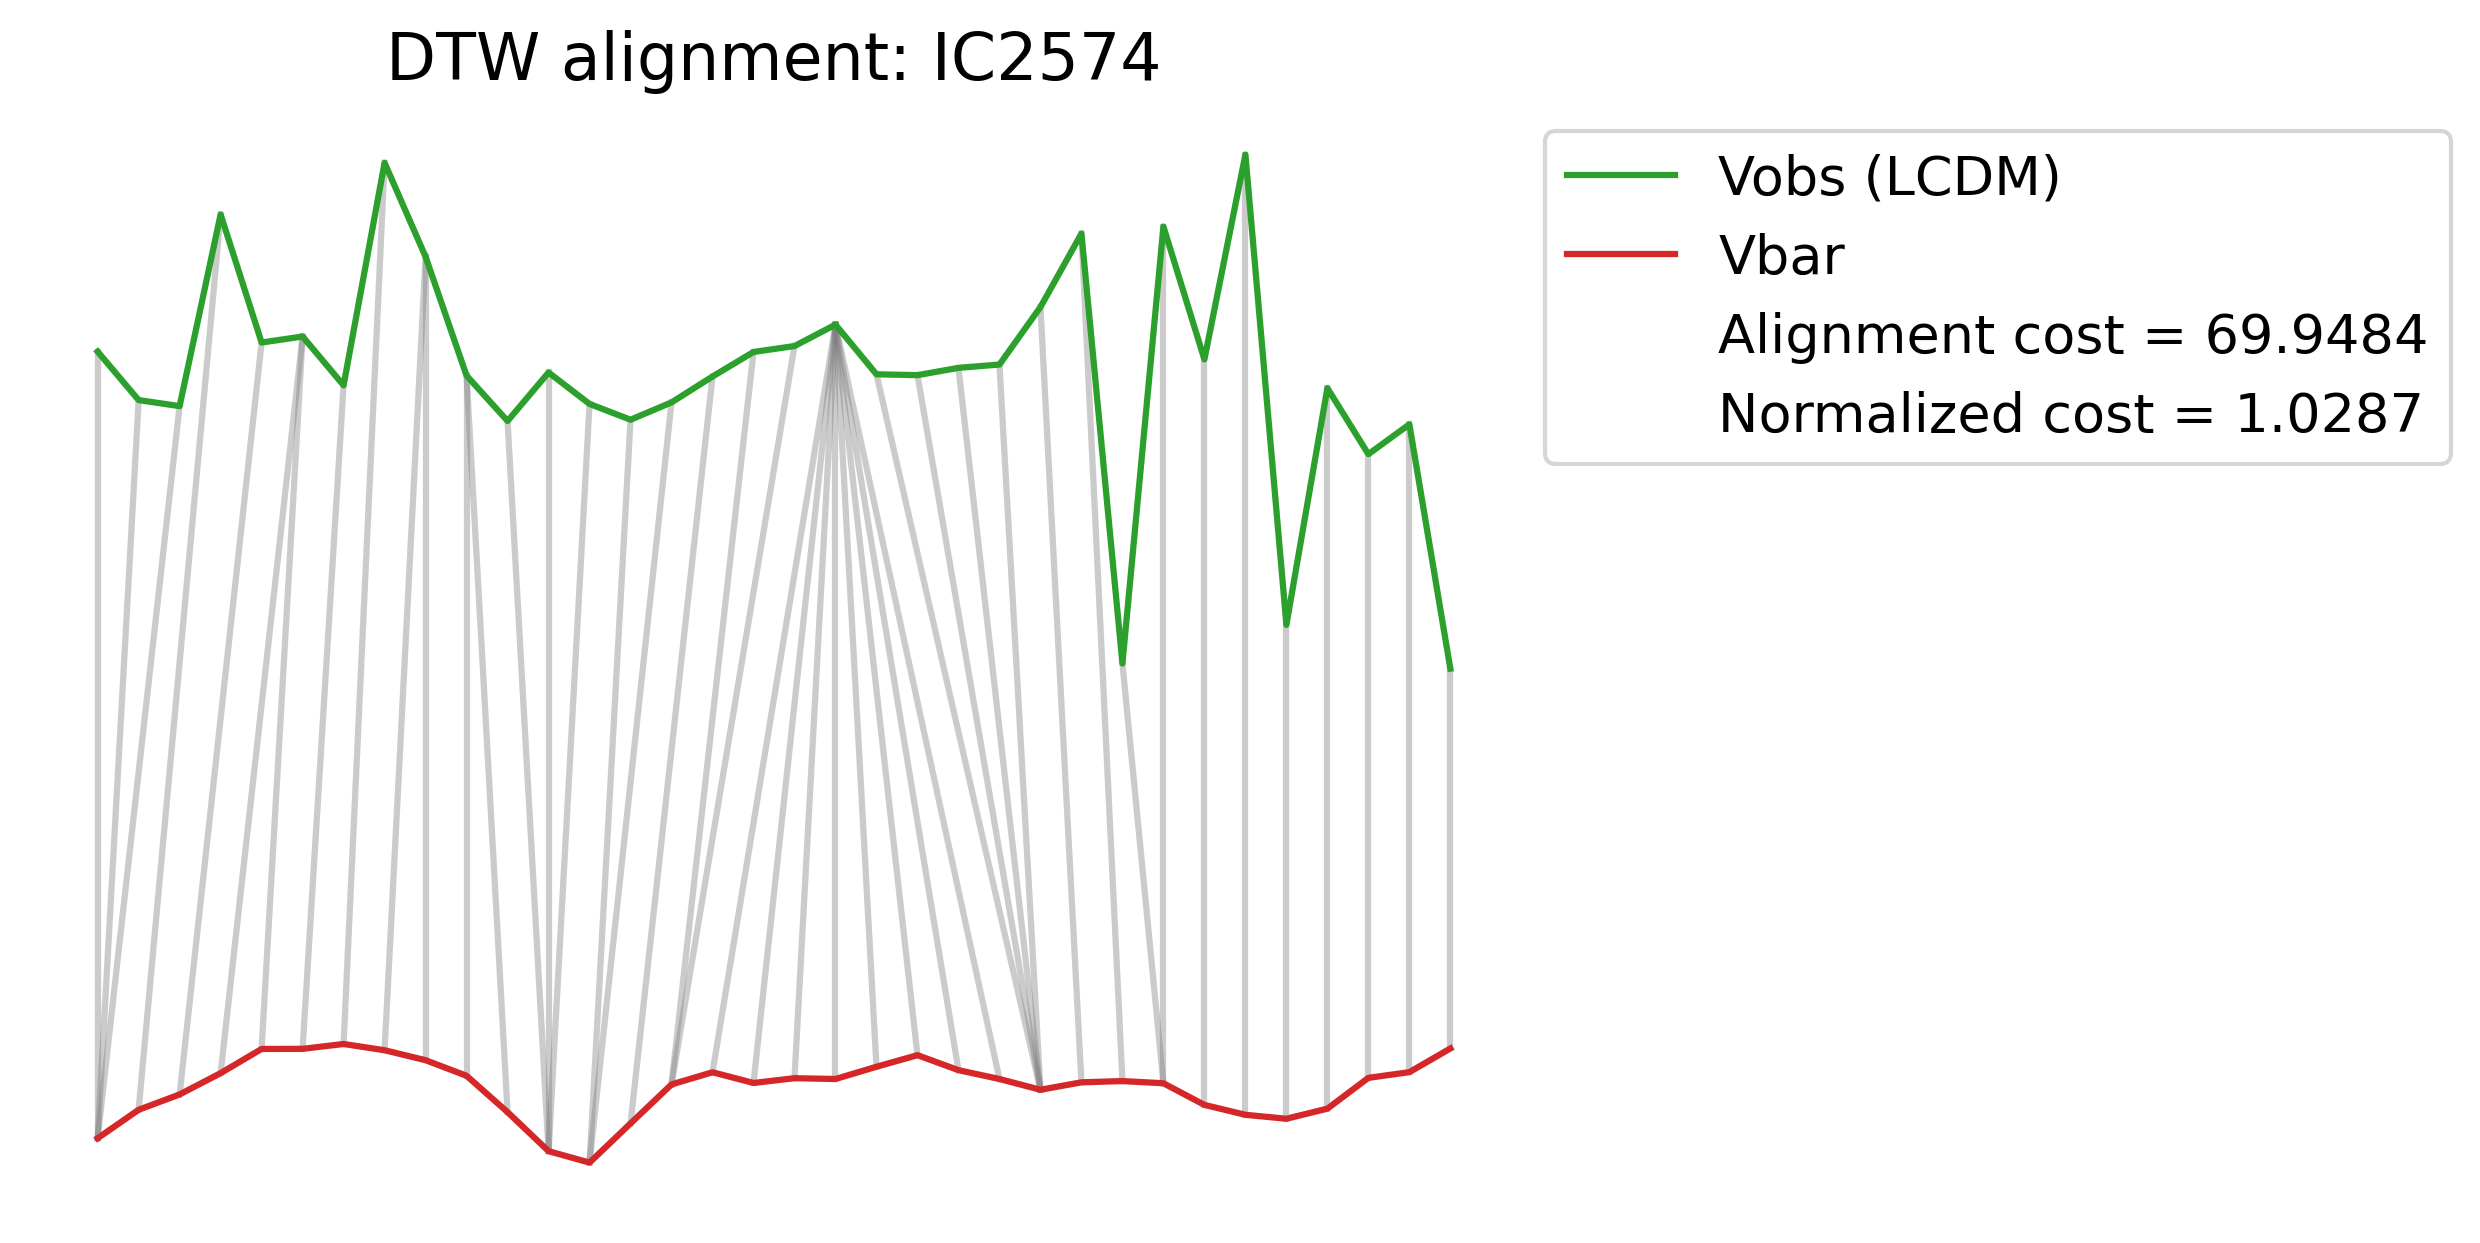 DTW alignment: IC2574
Vobs (LCDM)
Vbar
Alignment cost = 69.9484
Normalized cost = 1.0287